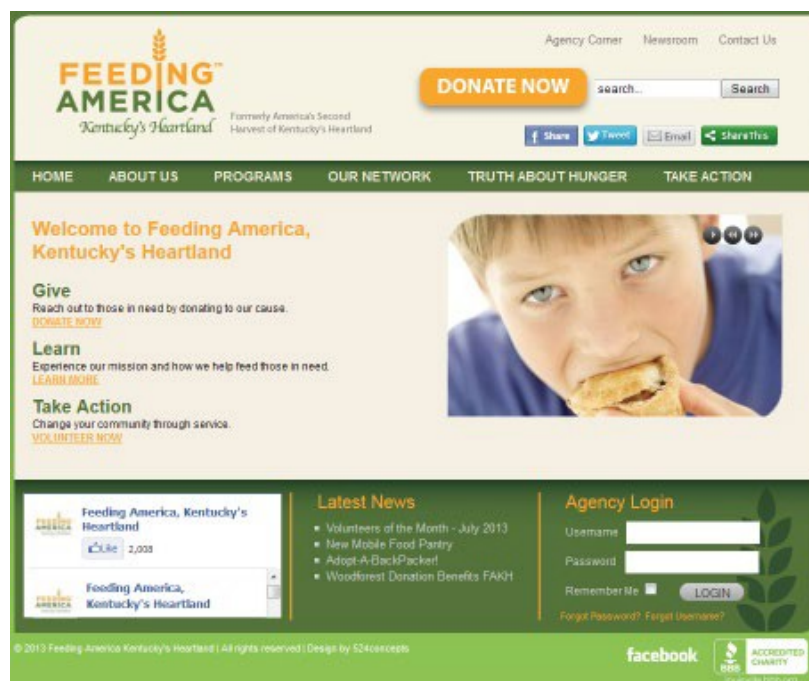 Agency Corner Newsroom Contact Us
FEEDING™
AMERICA
Kentucky's Heartland
Formerly America's Second
Harvest of Kentucky's Heartland
DONATE NOW
search...
Search
f Share
Tweet
Email
ShareThis
HOME ABOUT US PROGRAMS OUR NETWORK TRUTH ABOUT HUNGER TAKE ACTION
Welcome to Feeding America,
Kentucky's Heartland
Give
Reach out to those in need by donating to our cause.
DONATE NOW
Learn
Experience our mission and how we help feed those in need.
LEARN MORE
Take Action
Change your community through service.
VOLUNTEER NOW
FEEDING
AMERICA
Feeding America, Kentucky's
Heartland
Like 2,008
FEEDING
AMERICA
Feeding America,
Kentucky's Heartland
Latest News
Volunteers of the Month - July 2013
New Mobile Food Pantry
Adopt-A-BackPacker!
Woodforest Donation Benefits FAKH
Agency Login
Username
Password
Remember Me
LOGIN
Forgot Password? Forgot Username?
© 2013 Feeding America Kentucky's Heartland | All rights reserved | Design by 524concepts
facebook
BBB
ACCREDITED
CHARITY